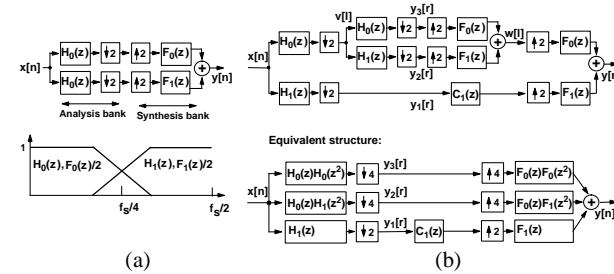 x[n]
H₀(z) ↓2 ↑2 F₀(z)
H₀(z) ↓2 ↑2 F₁(z)
+
y[n]
Analysis bank
Synthesis bank
1
H₀(z), F₀(z)/2
H₁(z), F₁(z)/2
f_S/4
f_S/2
(a)
x[n]
H₀(z) ↓2
v[l]
y₃[r]
H₀(z) ↓2 ↑2 F₀(z)
H₁(z) ↓2 ↑2 F₁(z)
y₂[r]
+
w[l]
↑2 F₀(z)
H₁(z) ↓2
y₁[r]
C₁(z)
↑2 F₁(z)
+
y[n]
Equivalent structure:
x[n]
H₀(z)H₀(z²) ↓4 y₃[r] ↑4 F₀(z)F₀(z²)
H₀(z)H₁(z²) ↓4 y₂[r] ↑4 F₀(z)F₁(z²)
H₁(z) ↓2 y₁[r] C₁(z) ↑2 F₁(z)
+
y[n]
(b)